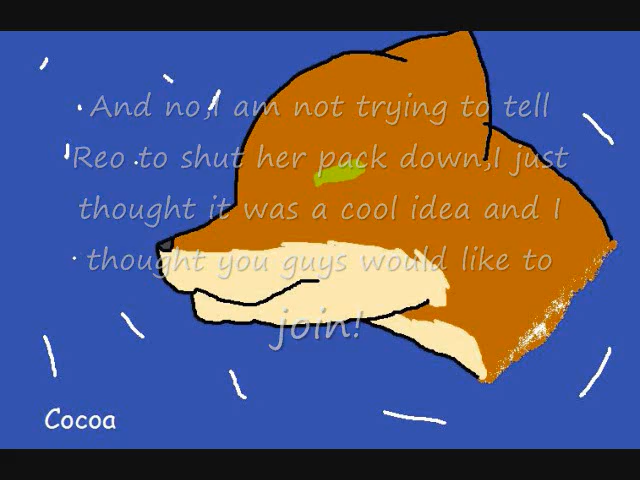 And no,I am not trying to tell
Reo to shut her pack down,I just
thought it was a cool idea and I
thought you guys would like to
join!
Cocoa